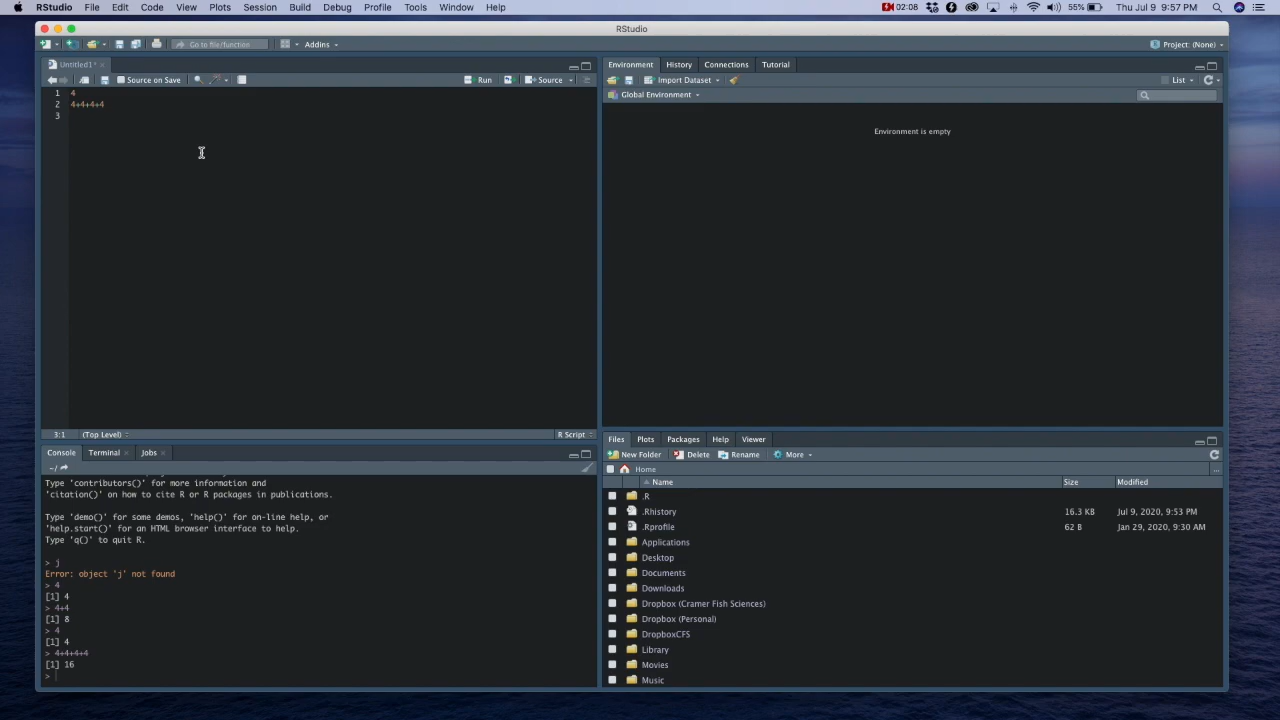 RStudio File Edit Code View Plots Session Build Debug Profile Tools Window Help 02:08 55% Thu Jul 9 9:57 PM
RStudio
Go to file/function Addins Project: (None)
Untitled1*
Source on Save Run Source
1 4
2 4+4+4+4
3
3:1 (Top Level) R Script
Console Terminal Jobs
~/
Type 'contributors()' for more information and
'citation()' on how to cite R or R packages in publications.
Type 'demo()' for some demos, 'help()' for on-line help, or
'help.start()' for an HTML browser interface to help.
Type 'q()' to quit R.
> j
Error: object 'j' not found
> 4
[1] 4
> 4+4
[1] 8
> 4
[1] 4
> 4+4+4+4
[1] 16
>
Environment History Connections Tutorial
Import Dataset List
Global Environment
Environment is empty
Files Plots Packages Help Viewer
New Folder Delete Rename More
Home ...
Name Size Modified
.R
.Rhistory 16.3 KB Jul 9, 2020, 9:53 PM
.Rprofile 62 B Jan 29, 2020, 9:30 AM
Applications
Desktop
Documents
Downloads
Dropbox (Cramer Fish Sciences)
Dropbox (Personal)
DropboxCFS
Library
Movies
Music